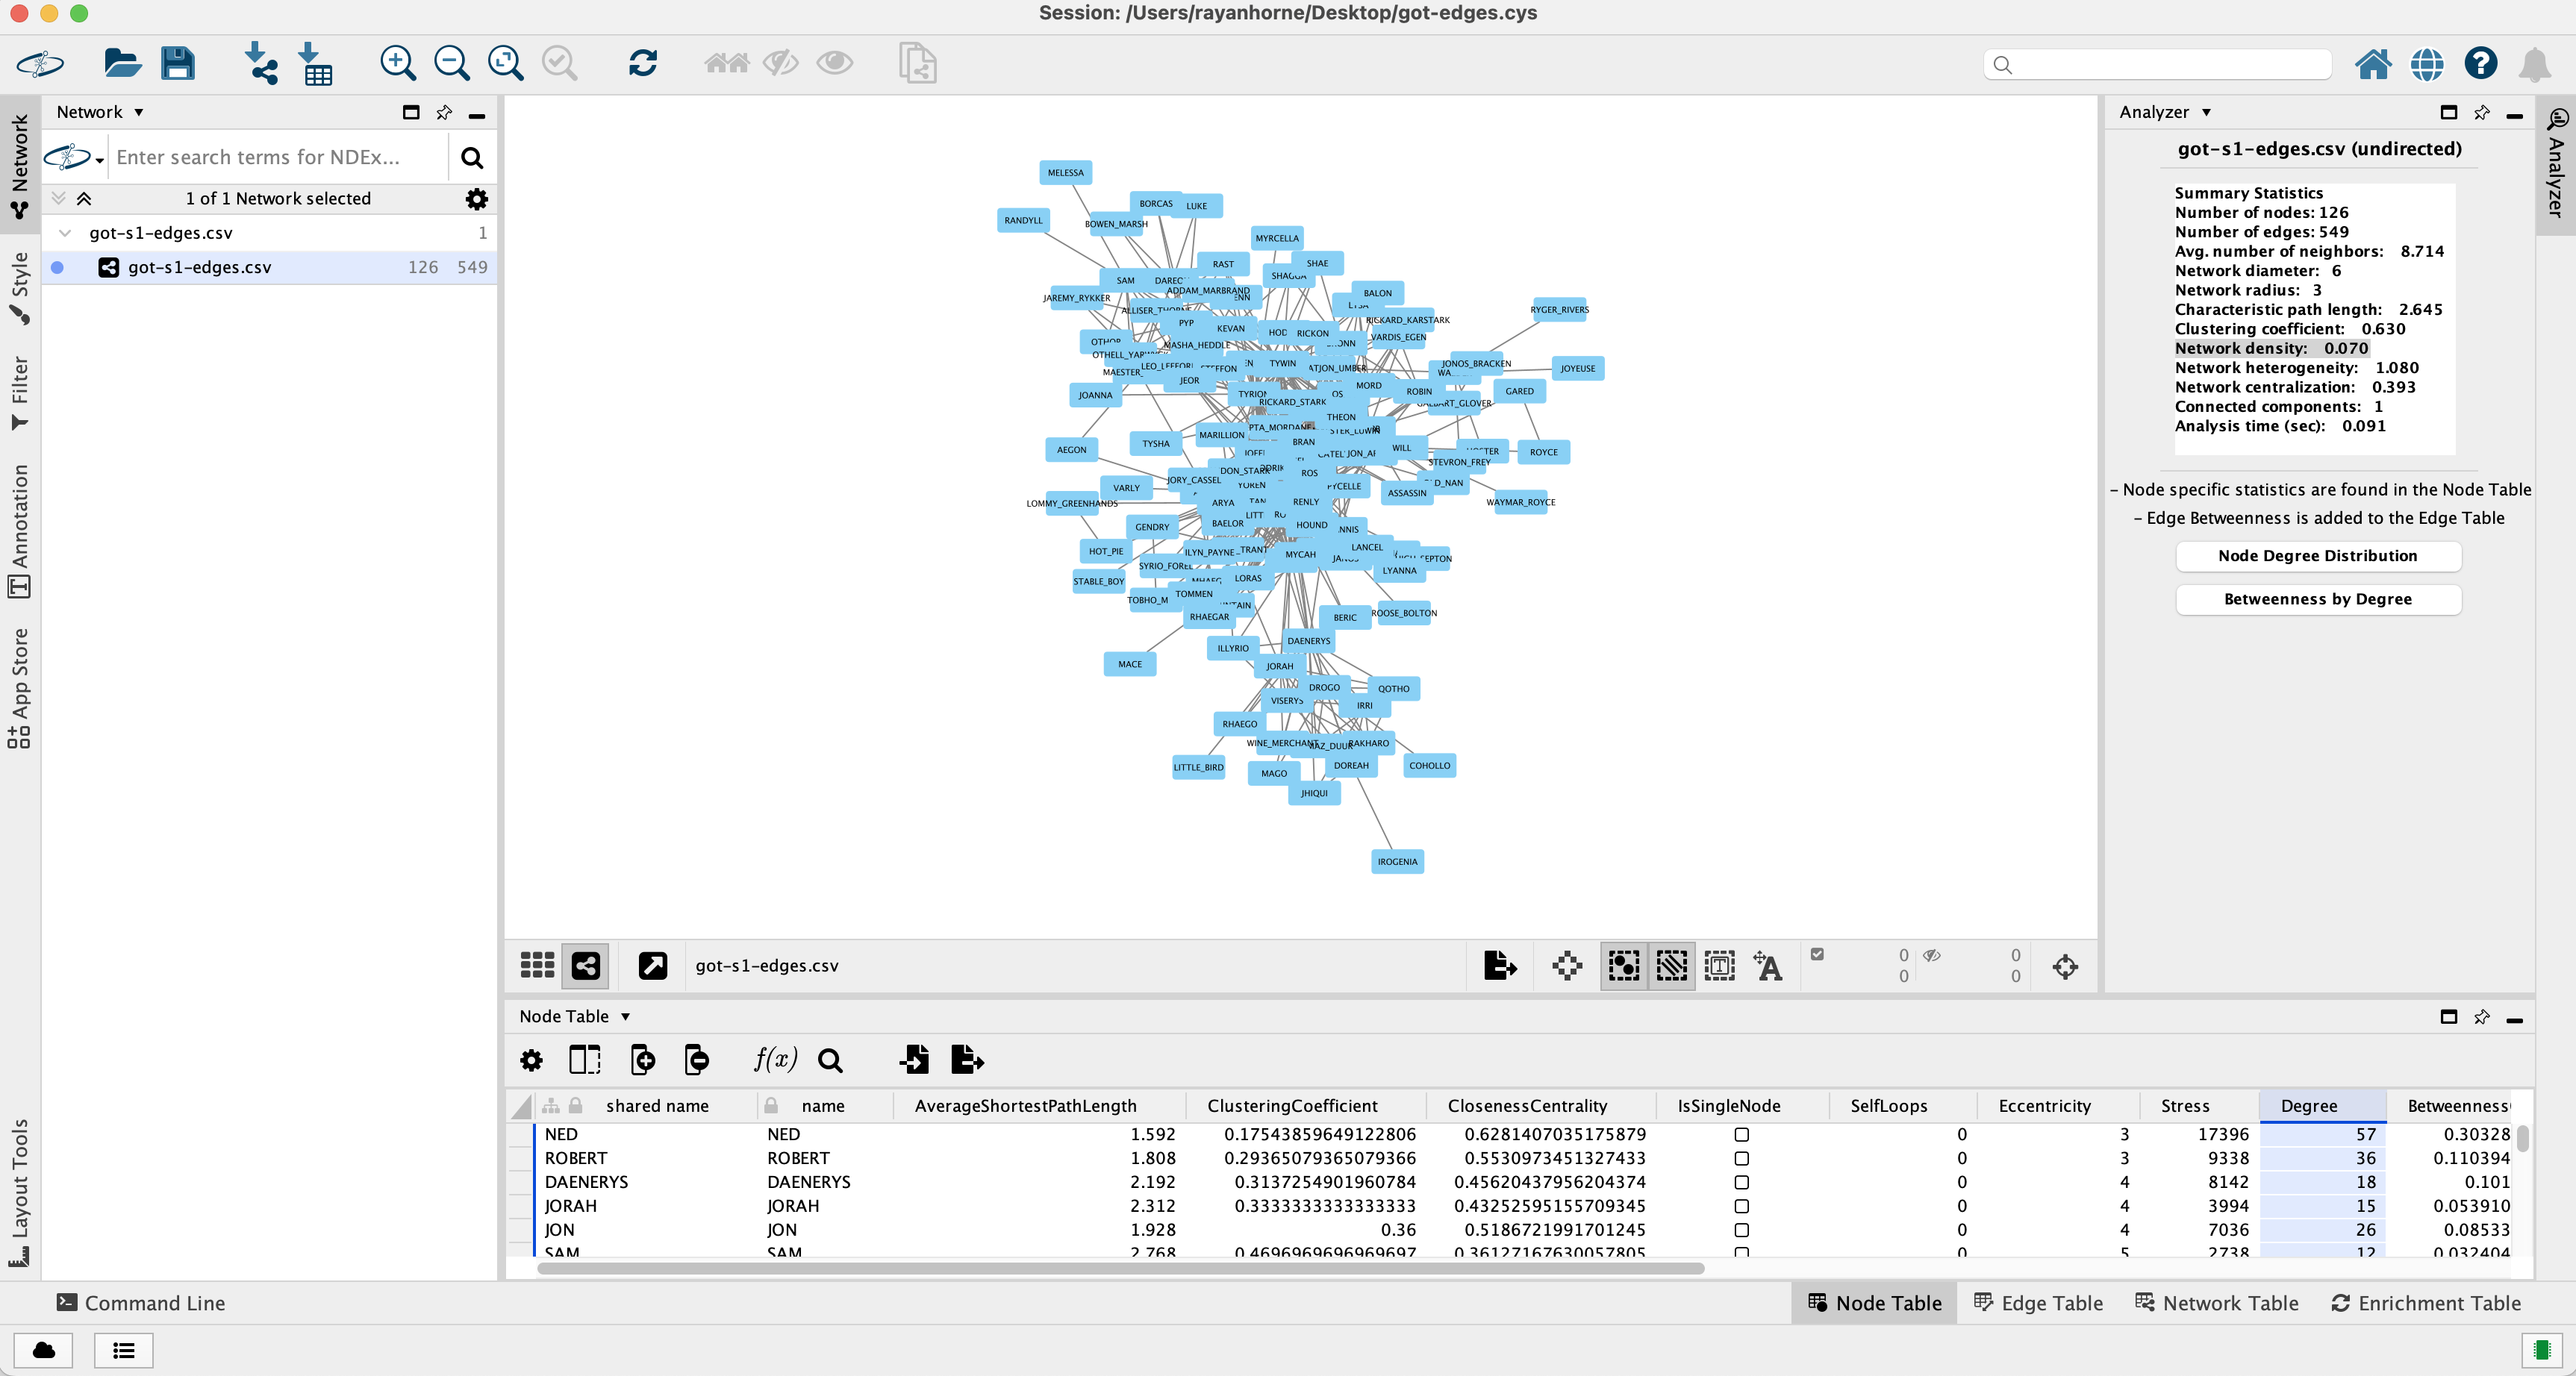 Session: /Users/rayanhorne/Desktop/got-edges.cys
Network
Enter search terms for NDEx...
1 of 1 Network selected
got-s1-edges.csv 1
got-s1-edges.csv 126 549
Network
Style
Filter
Annotation
App Store
Layout Tools
MELESSA
BORCAS
LUKE
RANDYLL
BOWEN_MARSH
MYRCELLA
RAST
SHAE
SHAGGA
SAM
ADDAM_MARBRAND
BALON
JAREMY_RYKKER
RYGER_RIVERS
RICKARD_KARSTARK
PYP
KEVAN
RICKON
VARDIS_EGEN
MASHA_HEDDLE
TYWIN
JONOS_BRACKEN
JOYEUSE
JEOR
MORD
JOANNA
ROBIN
GARED
RICKARD_STARK
THEON
MARILLION
TYSHA
BRAN
WILL
AEGON
ROYCE
STEVRON_FREY
ROS
JORY_CASSEL
VARLY
ASSASSIN
LOMMY_GREENHANDS
ARYA
RENLY
WAYMAR_ROYCE
GENDRY
BAELOR
HOUND
HOT_PIE
ILYN_PAYNE
MYCAH
LANCEL
SYRIO_FOREL
LYANNA
STABLE_BOY
LORAS
TOMMEN
RHAEGAR
BERIC
ROOSE_BOLTON
DAENERYS
ILLYRIO
MACE
JORAH
DROGO
QOTHO
VISERYS
IRRI
RHAEGO
WINE_MERCHANT
RAKHARO
LITTLE_BIRD
MAGO
DOREAH
COHOLLO
JHIQUI
IROGENIA
got-s1-edges.csv
0 0
0 0
Analyzer
got-s1-edges.csv (undirected)
Summary Statistics
Number of nodes: 126
Number of edges: 549
Avg. number of neighbors: 8.714
Network diameter: 6
Network radius: 3
Characteristic path length: 2.645
Clustering coefficient: 0.630
Network density: 0.070
Network heterogeneity: 1.080
Network centralization: 0.393
Connected components: 1
Analysis time (sec): 0.091
– Node specific statistics are found in the Node Table
– Edge Betweenness is added to the Edge Table
Node Degree Distribution
Betweenness by Degree
Analyzer
Node Table
f(x)
shared name name AverageShortestPathLength ClusteringCoefficient ClosenessCentrality IsSingleNode SelfLoops Eccentricity Stress Degree Betweenness
NED NED 1.592 0.17543859649122806 0.6281407035175879 0 3 17396 57 0.30328
ROBERT ROBERT 1.808 0.29365079365079366 0.5530973451327433 0 3 9338 36 0.110394
DAENERYS DAENERYS 2.192 0.3137254901960784 0.45620437956204374 0 4 8142 18 0.101
JORAH JORAH 2.312 0.3333333333333333 0.43252595155709345 0 4 3994 15 0.053910
JON JON 1.928 0.36 0.5186721991701245 0 4 7036 26 0.08533
SAM SAM 2.768 0.4696969696969697 0.36127167630057805 0 5 2738 12 0.032404
Command Line
Node Table
Edge Table
Network Table
Enrichment Table